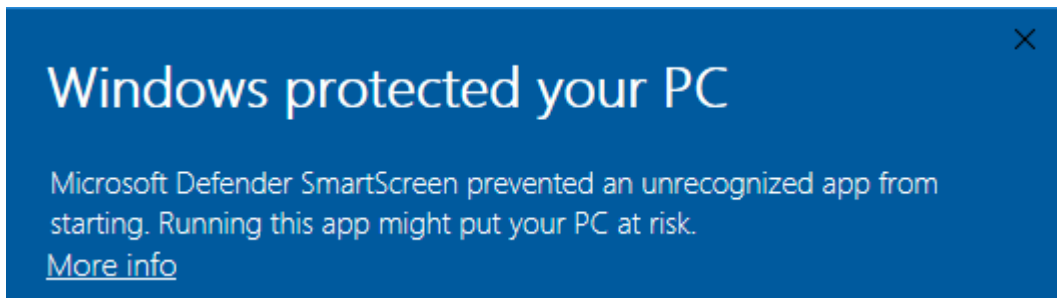 Windows protected your PC
Microsoft Defender SmartScreen prevented an unrecognized app from
starting. Running this app might put your PC at risk.
More info